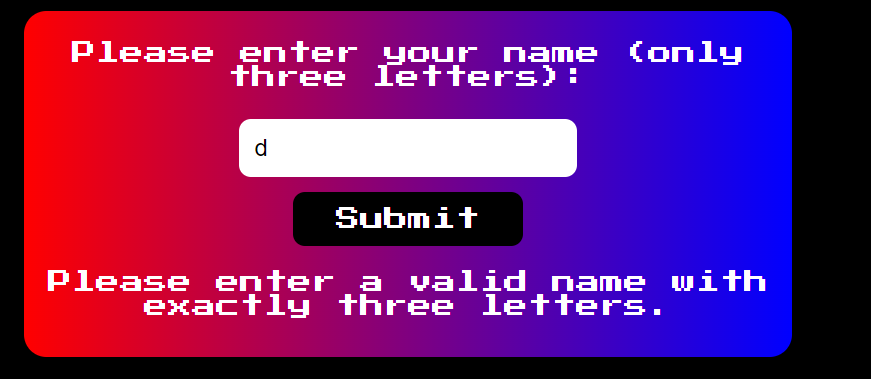 Please enter your name (only
three letters):
d
Submit
Please enter a valid name with
exactly three letters.